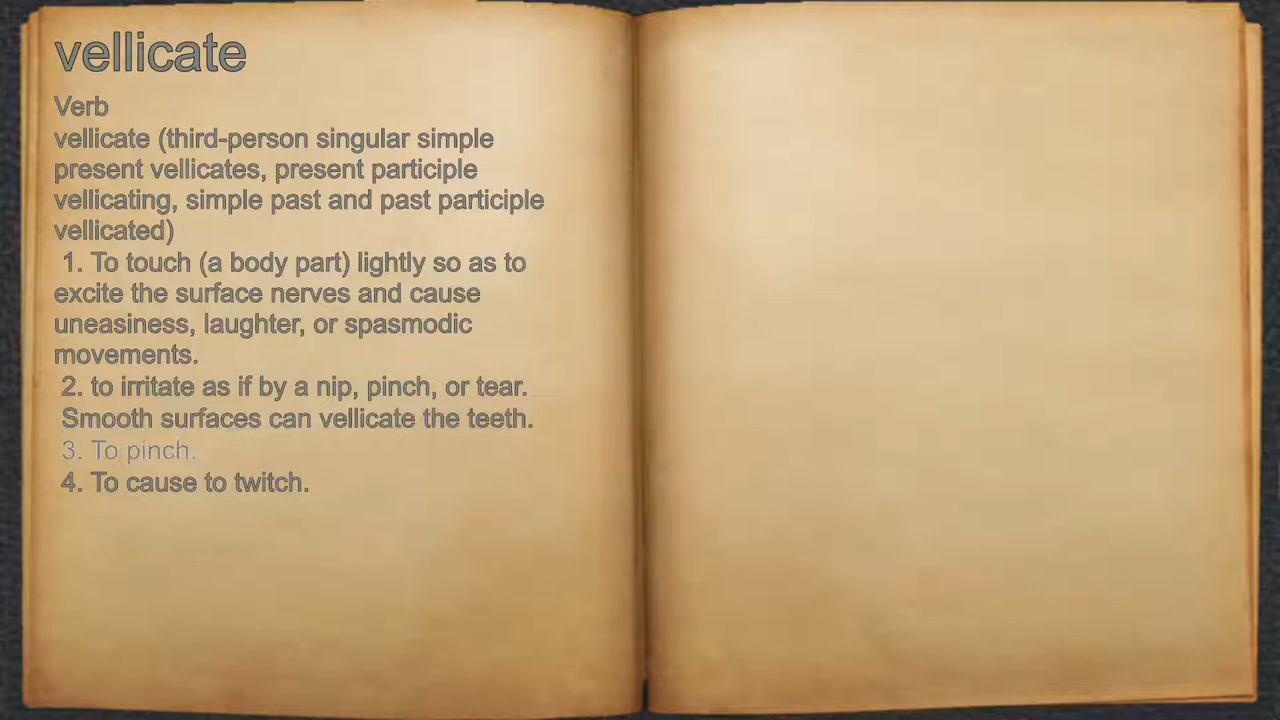 vellicate
Verb
vellicate (third-person singular simple
present vellicates, present participle
vellicating, simple past and past participle
vellicated)
1. To touch (a body part) lightly so as to
excite the surface nerves and cause
uneasiness, laughter, or spasmodic
movements.
2. to irritate as if by a nip, pinch, or tear.
Smooth surfaces can vellicate the teeth.
3. To pinch.
4. To cause to twitch.